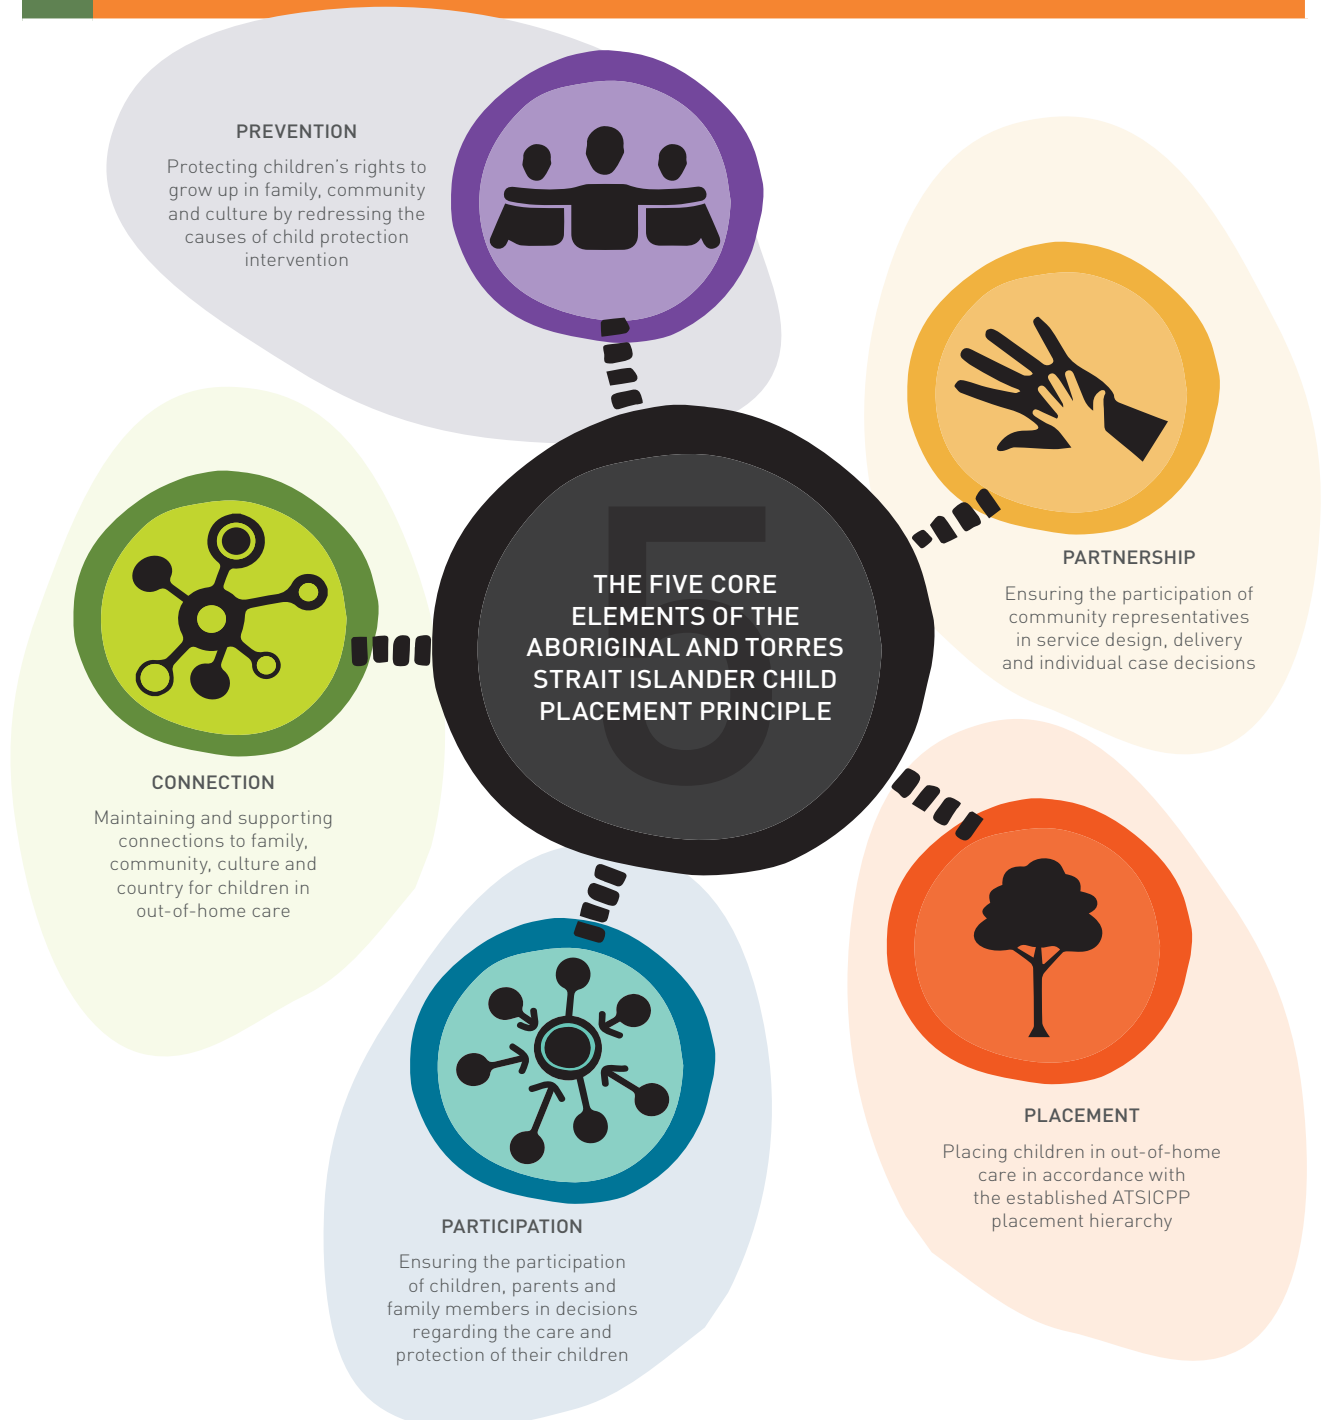 PREVENTION
Protecting children's rights to
grow up in family, community
and culture by redressing the
causes of child protection
intervention
PARTNERSHIP
Ensuring the participation of
community representatives
in service design, delivery
and individual case decisions
5
THE FIVE CORE
ELEMENTS OF THE
ABORIGINAL AND TORRES
STRAIT ISLANDER CHILD
PLACEMENT PRINCIPLE
CONNECTION
Maintaining and supporting
connections to family,
community, culture and
country for children in
out-of-home care
PLACEMENT
Placing children in out-of-home
care in accordance with
the established ATSICPP
placement hierarchy
PARTICIPATION
Ensuring the participation
of children, parents and
family members in decisions
regarding the care and
protection of their children